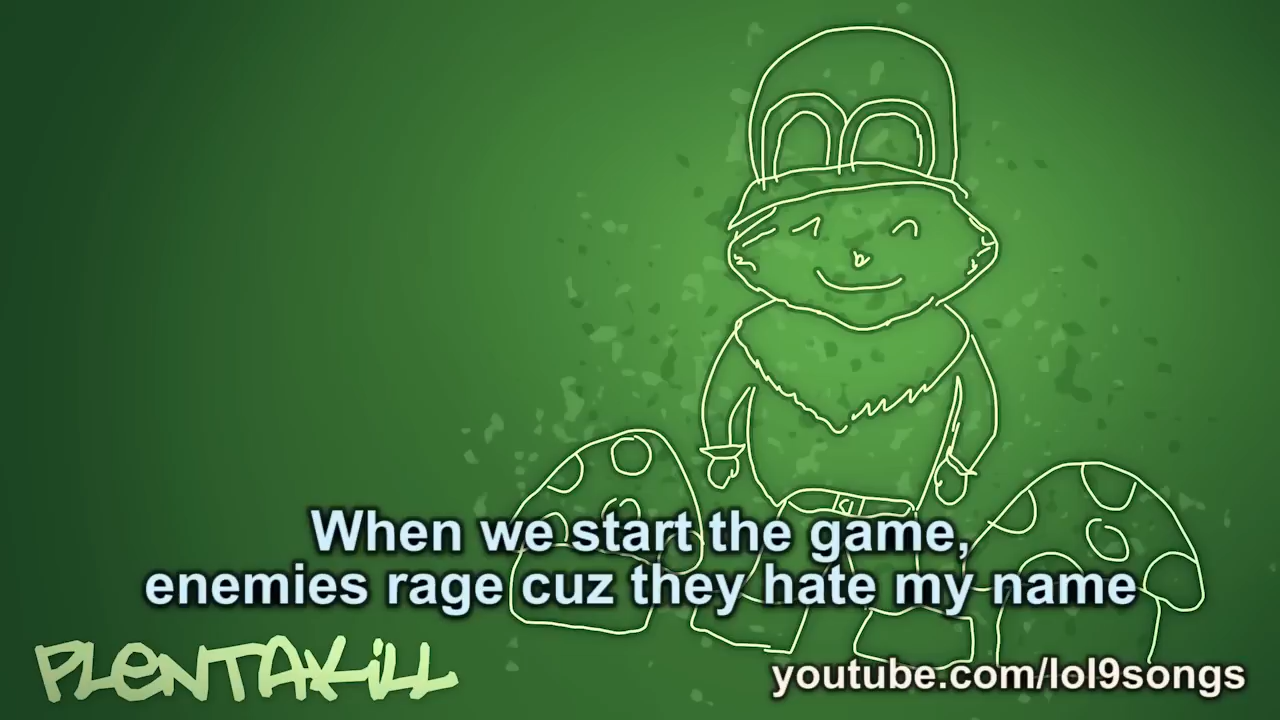 When we start the game,
enemies rage cuz they hate my name
PLENTAKILL
youtube.com/lol9songs